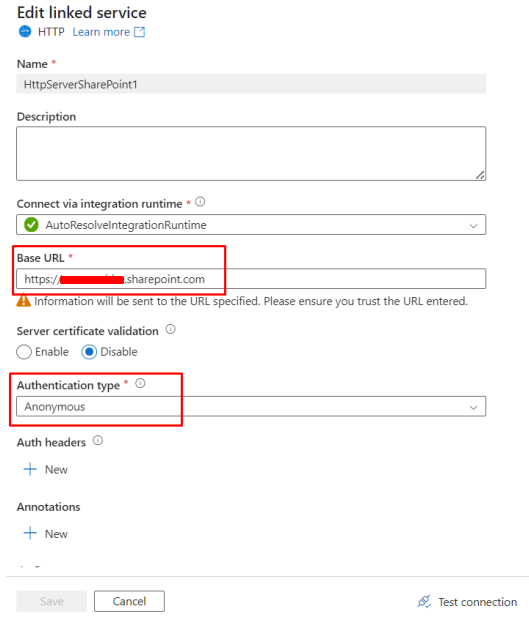 Edit linked service
HTTP Learn more
Name *
HttpServerSharePoint1
Description
Connect via integration runtime *
AutoResolveIntegrationRuntime
Base URL *
https:// .sharepoint.com
Information will be sent to the URL specified. Please ensure you trust the URL entered.
Server certificate validation
Enable Disable
Authentication type *
Anonymous
Auth headers
New
Annotations
New
Save Cancel Test connection